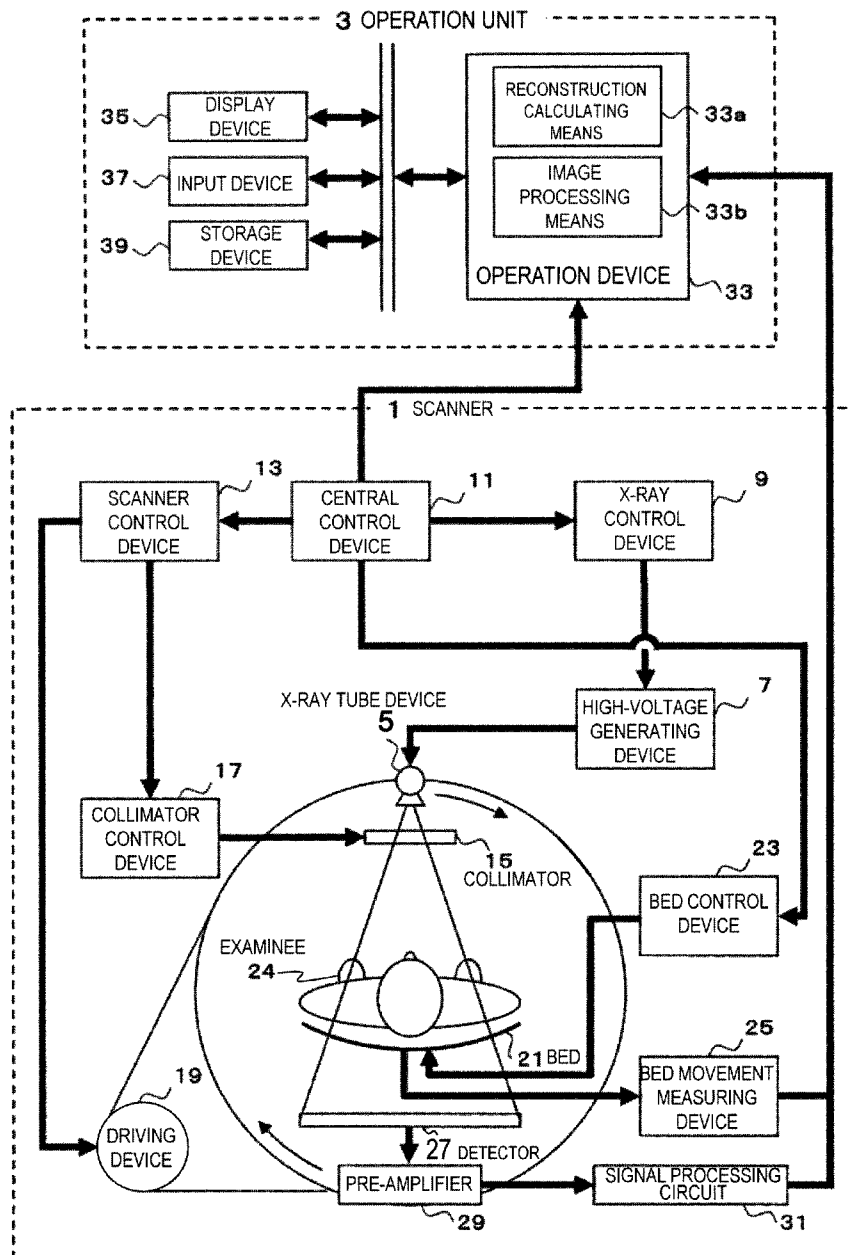 3 OPERATION UNIT
35
DISPLAY
DEVICE
37
INPUT DEVICE
39
STORAGE
DEVICE
RECONSTRUCTION
CALCULATING
MEANS
33a
IMAGE
PROCESSING
MEANS
33b
OPERATION DEVICE
33
1 SCANNER
13
SCANNER
CONTROL
DEVICE
11
CENTRAL
CONTROL
DEVICE
9
X-RAY
CONTROL
DEVICE
X-RAY TUBE DEVICE
5
7
HIGH-VOLTAGE
GENERATING
DEVICE
17
COLLIMATOR
CONTROL
DEVICE
15
COLLIMATOR
23
BED CONTROL
DEVICE
EXAMINEE
24
21 BED
25
BED MOVEMENT
MEASURING
DEVICE
19
DRIVING
DEVICE
27 DETECTOR
PRE-AMPLIFIER
29
SIGNAL PROCESSING
CIRCUIT
31